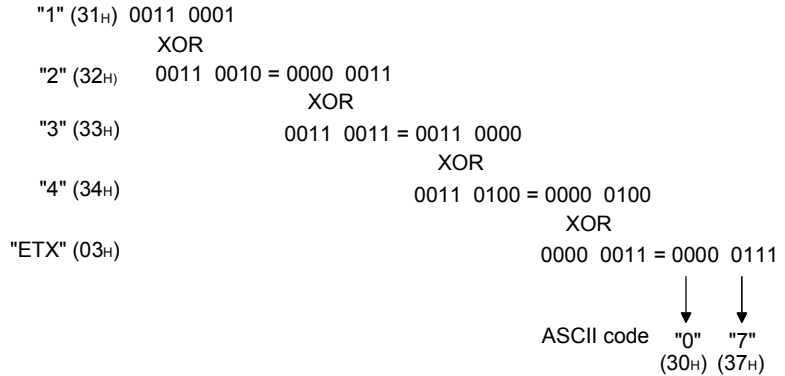 "1" (31H) 0011 0001
XOR
"2" (32H) 0011 0010 = 0000 0011
XOR
"3" (33H) 0011 0011 = 0011 0000
XOR
"4" (34H) 0011 0100 = 0000 0100
XOR
"ETX" (03H) 0000 0011 = 0000 0111
ASCII code "0" "7"
(30H) (37H)